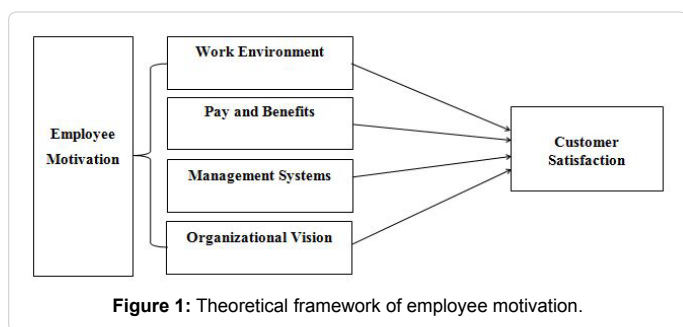 Employee
Motivation
Work Environment
Pay and Benefits
Management Systems
Organizational Vision
Customer
Satisfaction
Figure 1: Theoretical framework of employee motivation.